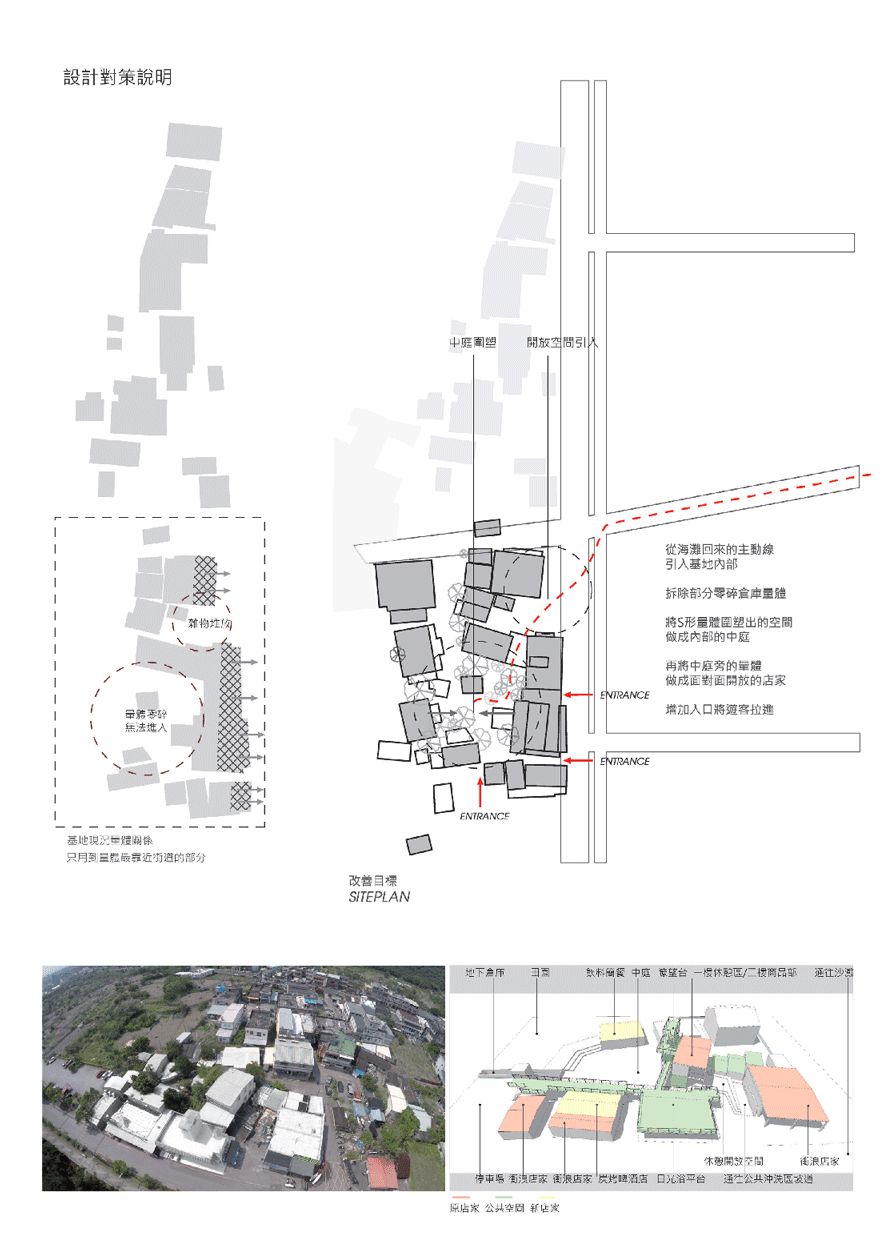 設計對策說明
中庭圍塑
開放空間引入
從海灘回來的主動線
引入基地內部
拆除部分零碎倉庫量體
將S形量體圍塑出的空間
做成內部的中庭
再將中庭旁的量體
做成面對面開放的店家
增加入口將遊客拉進
雜物堆放
量體零碎
無法進入
ENTRANCE
ENTRANCE
ENTRANCE
基地現況量體關係
只用到量體最靠近街道的部分
改善目標
SITEPLAN
地下倉庫
田園
飲料簡餐
中庭
瞭望台
一樓休憩區/二樓商品部
通往沙灘
休憩開放空間
衝浪店家
停車場
衝浪店家
衝浪店家
炭烤啤酒店
日光浴平台
通往公共沖洗區坡道
原店家
公共空間
新店家